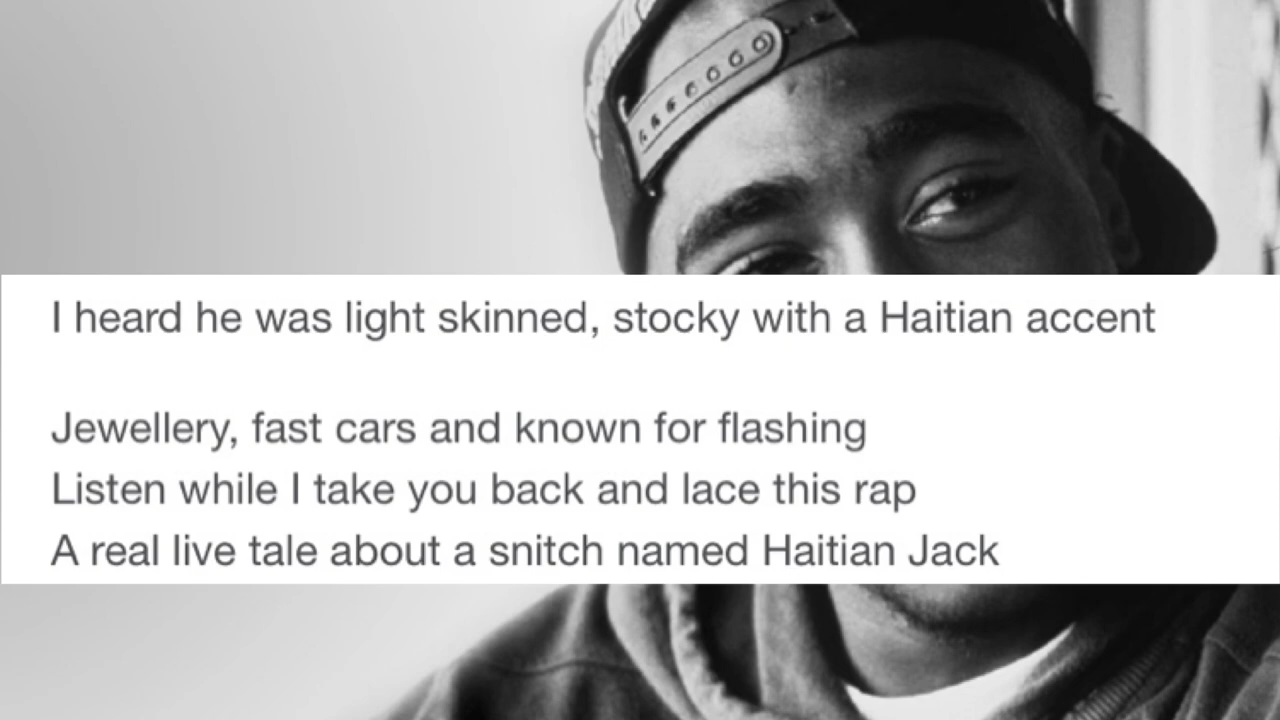 I heard he was light skinned, stocky with a Haitian accent
Jewellery, fast cars and known for flashing
Listen while I take you back and lace this rap
A real live tale about a snitch named Haitian Jack